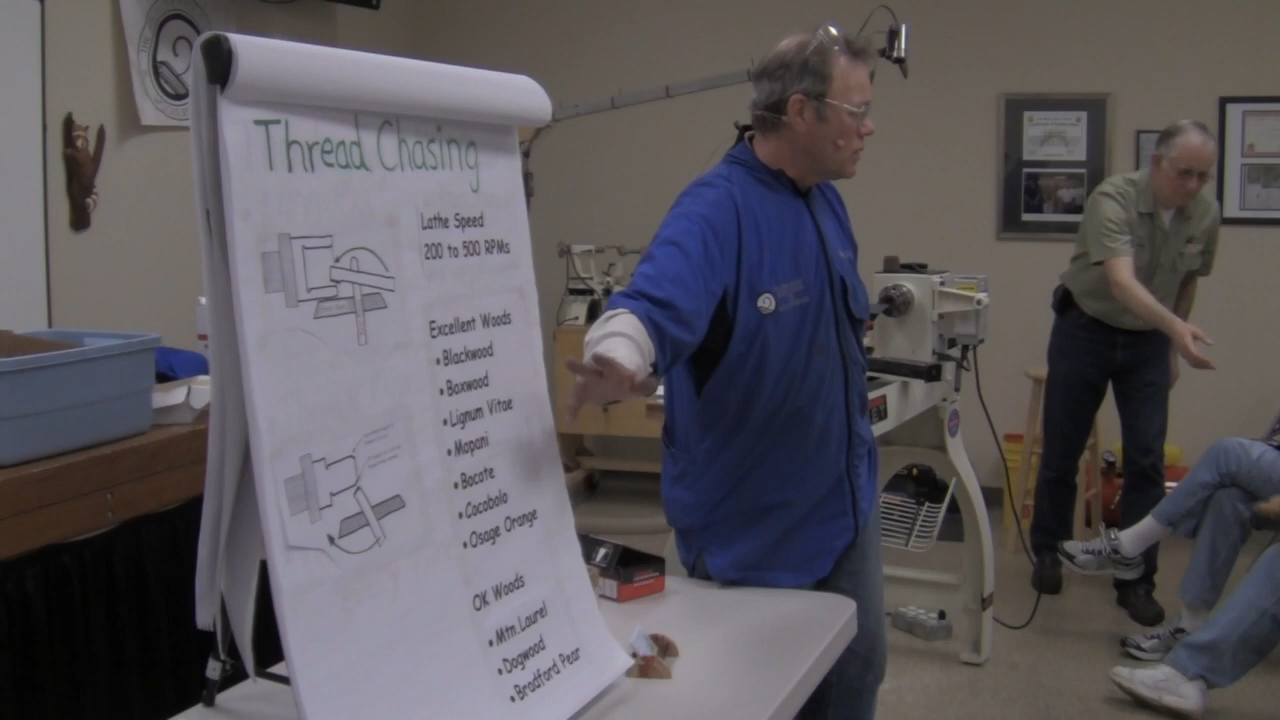 Thread Chasing
Lathe Speed
200 to 500 RPMs
Excellent Woods
• Blackwood
• Boxwood
• Lignum Vitae
• Mopani
• Bocote
• Cocobolo
• Osage Orange
OK Woods
• Mtn. Laurel
• Dogwood
• Bradford Pear